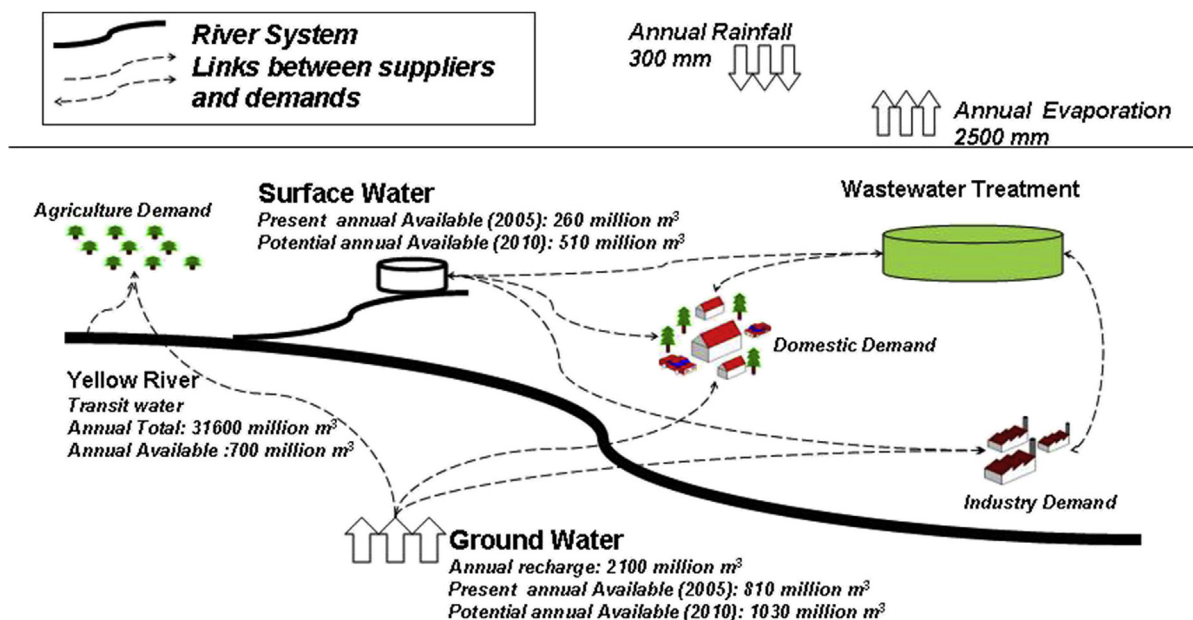 River System
Links between suppliers
and demands
Annual Rainfall
300 mm
Annual Evaporation
2500 mm
Agriculture Demand
Surface Water
Present annual Available (2005): 260 million m³
Potential annual Available (2010): 510 million m³
Wastewater Treatment
Domestic Demand
Yellow River
Transit water
Annual Total: 31600 million m³
Annual Available :700 million m³
Industry Demand
Ground Water
Annual recharge: 2100 million m³
Present annual Available (2005): 810 million m³
Potential annual Available (2010): 1030 million m³